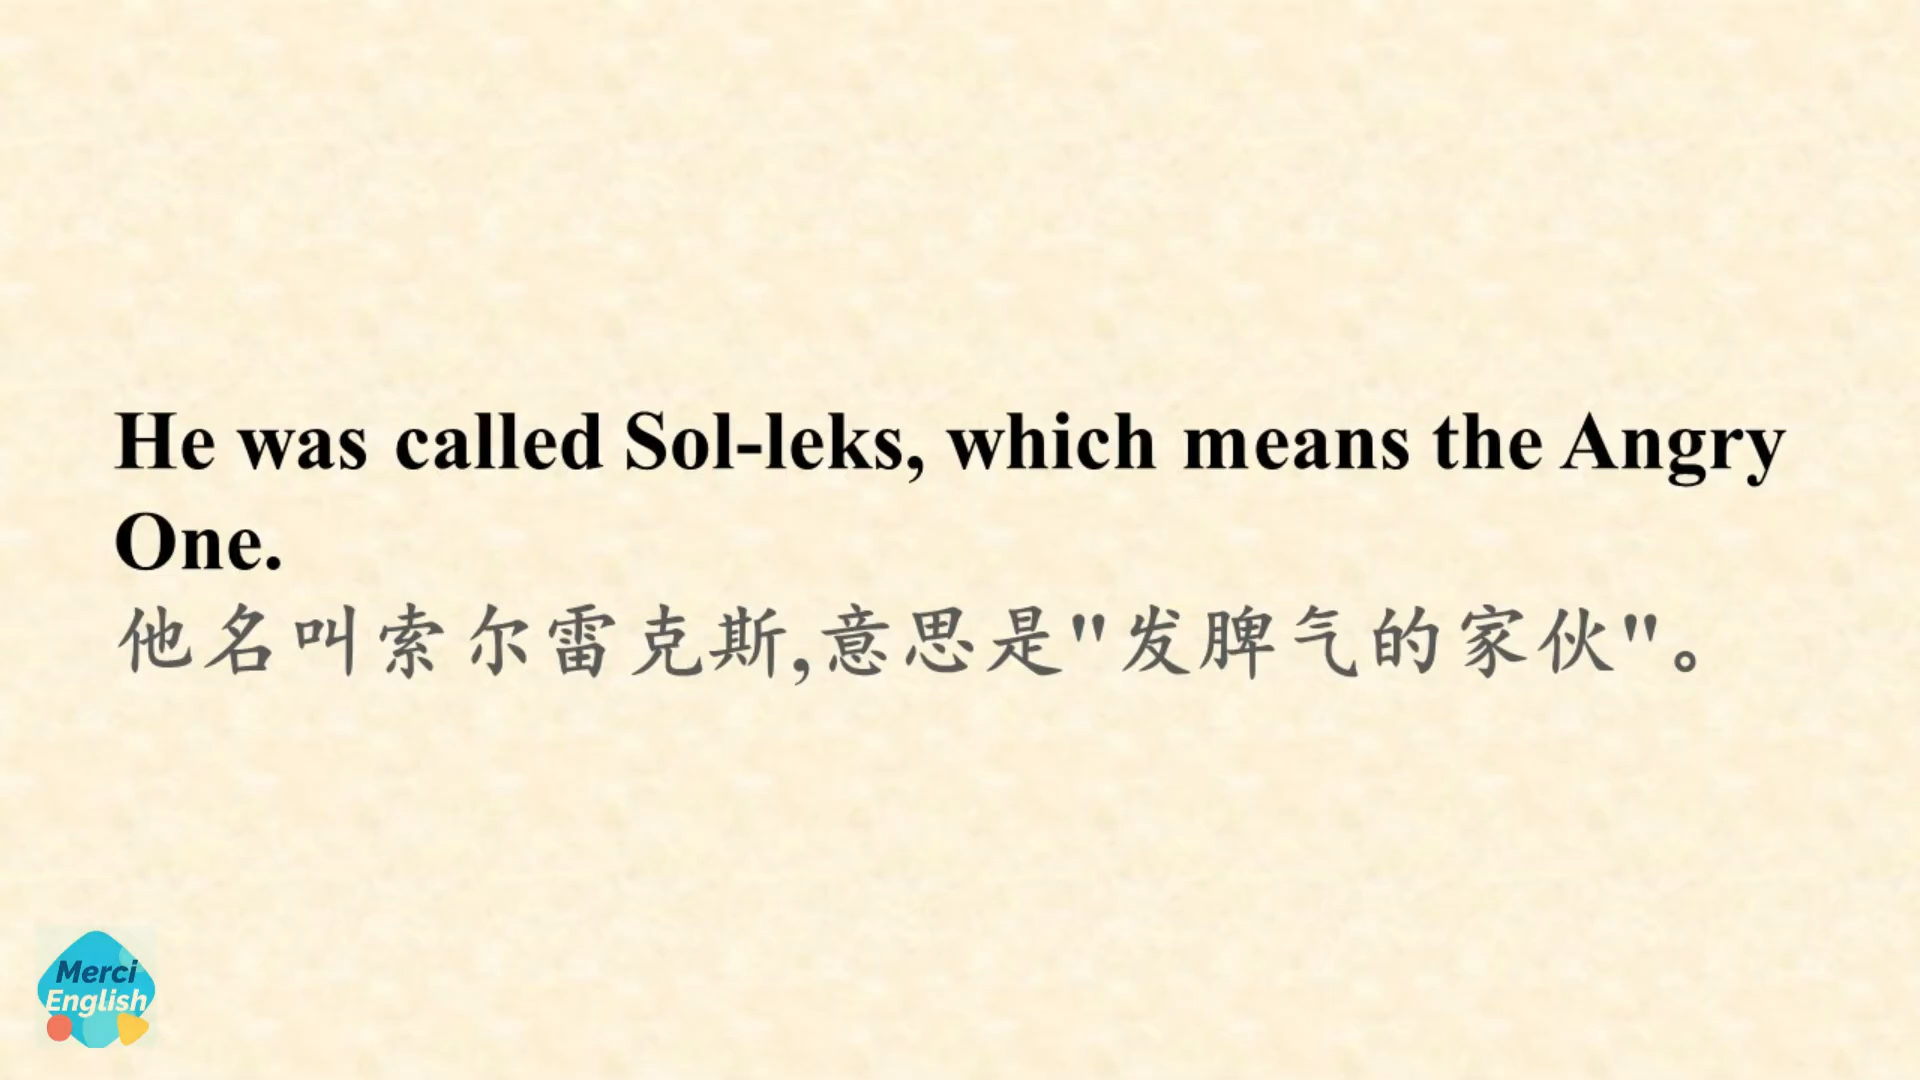 He was called Sol-leks, which means the Angry
One.
他名叫索尔雷克斯,意思是"发脾气的家伙"。
Merci
English